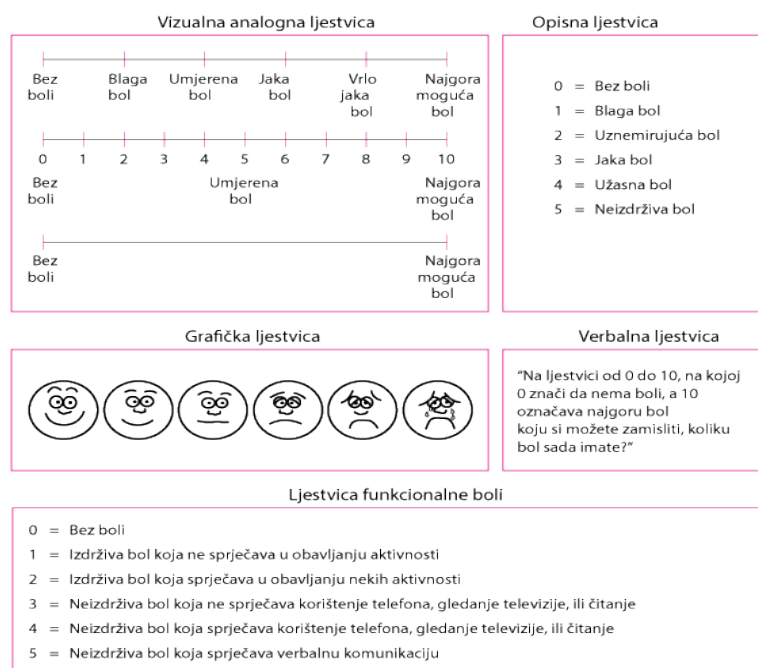 Vizualna analogna ljestvica
Bez boli
Blaga bol
Umjerena bol
Jaka bol
Vrlo jaka bol
Najgora moguća bol
0 1 2 3 4 5 6 7 8 9 10
Bez boli
Umjerena bol
Najgora moguća bol
Bez boli
Najgora moguća bol
Opisna ljestvica
0 = Bez boli
1 = Blaga bol
2 = Uznemirujuća bol
3 = Jaka bol
4 = Užasna bol
5 = Neizdrživa bol
Grafička ljestvica
Verbalna ljestvica
“Na ljestvici od 0 do 10, na kojoj
0 znači da nema boli, a 10
označava najgoru bol
koju si možete zamisliti, koliku
bol sada imate?”
Ljestvica funkcionalne boli
0 = Bez boli
1 = Izdrživa bol koja ne sprječava u obavljanju aktivnosti
2 = Izdrživa bol koja sprječava u obavljanju nekih aktivnosti
3 = Neizdrživa bol koja ne sprječava korištenje telefona, gledanje televizije, ili čitanje
4 = Neizdrživa bol koja sprječava korištenje telefona, gledanje televizije, ili čitanje
5 = Neizdrživa bol koja sprječava verbalnu komunikaciju